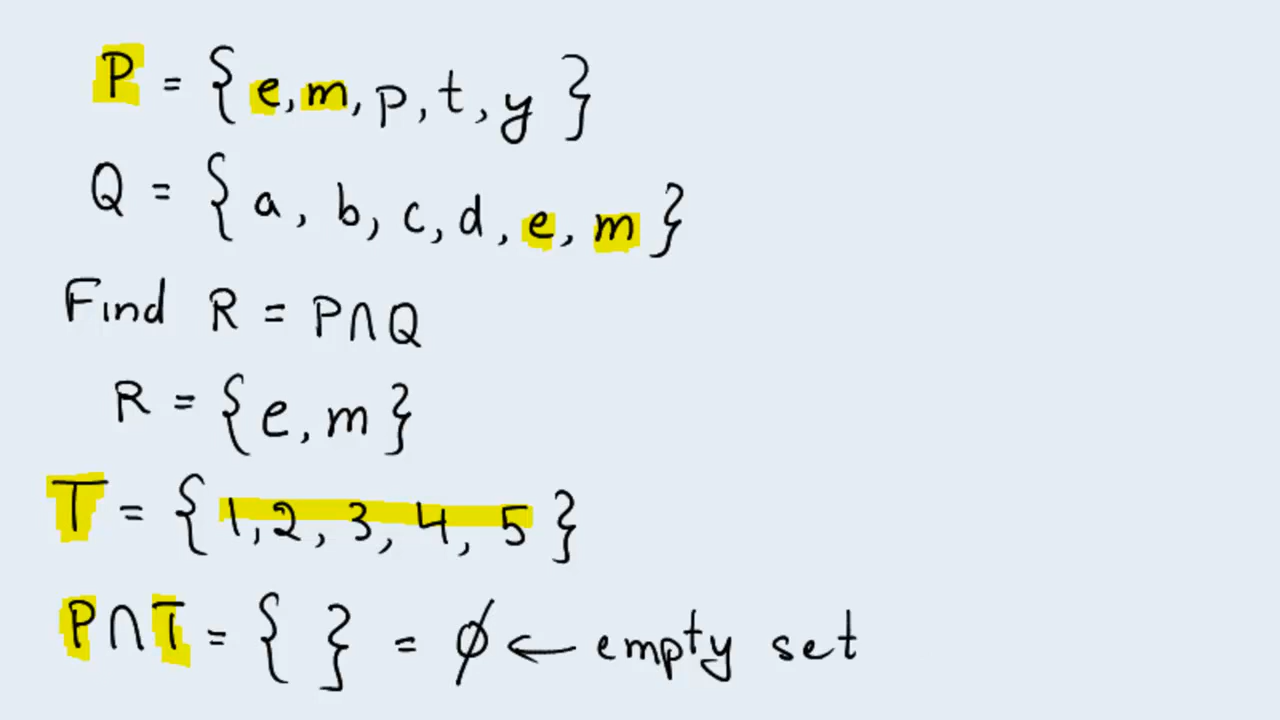 P = { e, m, p, t, y }
Q = { a, b, c, d, e, m }
Find R = P∩Q
R = { e, m }
T = { 1, 2, 3, 4, 5 }
P∩T = { } = ∅ ← empty set